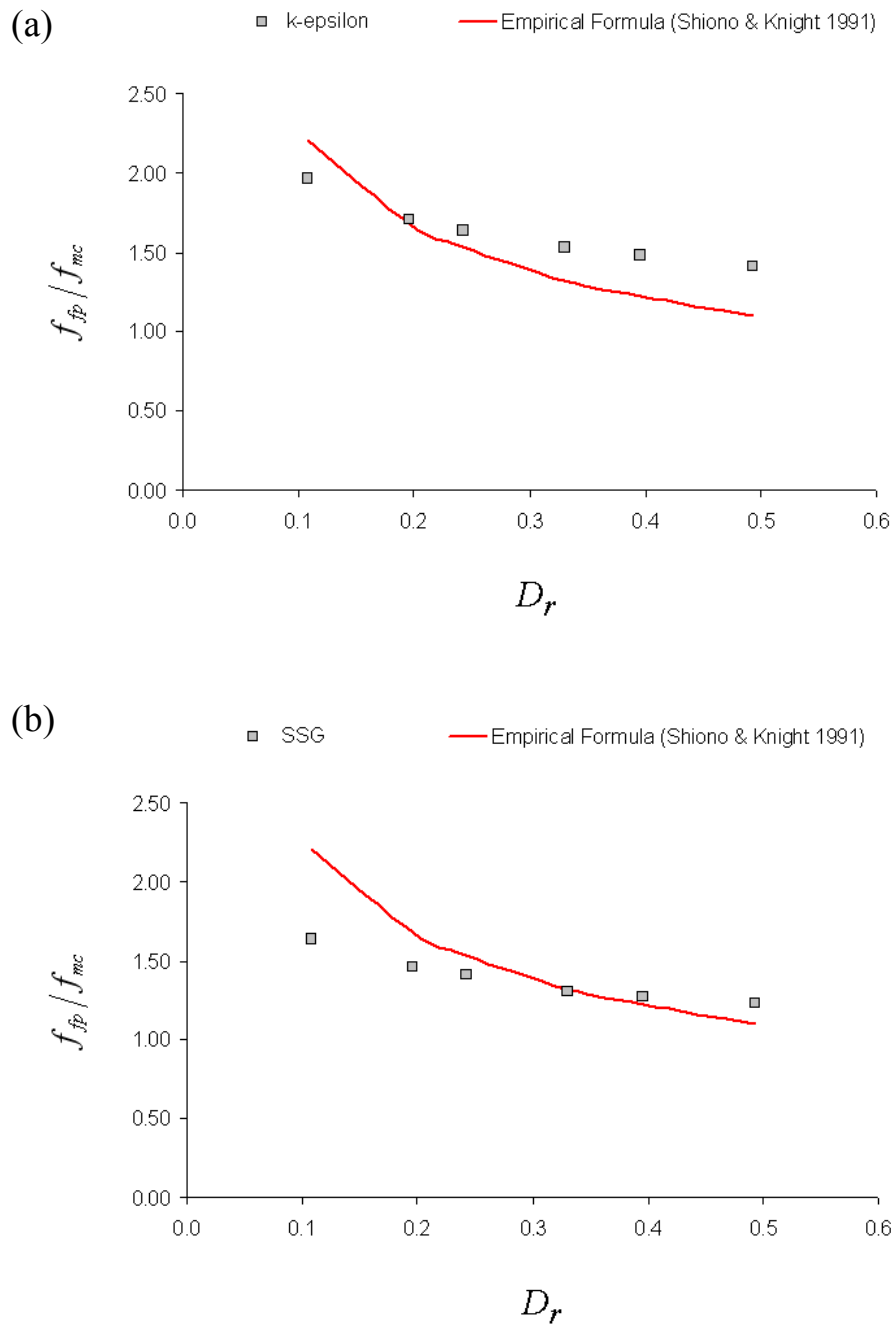 (a)
k-epsilon
Empirical Formula (Shiono & Knight 1991)
2.50
2.00
1.50
1.00
0.50
0.00
f_fp / f_mc
0.0 0.1 0.2 0.3 0.4 0.5 0.6
D_r
(b)
SSG
Empirical Formula (Shiono & Knight 1991)
2.50
2.00
1.50
1.00
0.50
0.00
f_fp / f_mc
0.0 0.1 0.2 0.3 0.4 0.5 0.6
D_r